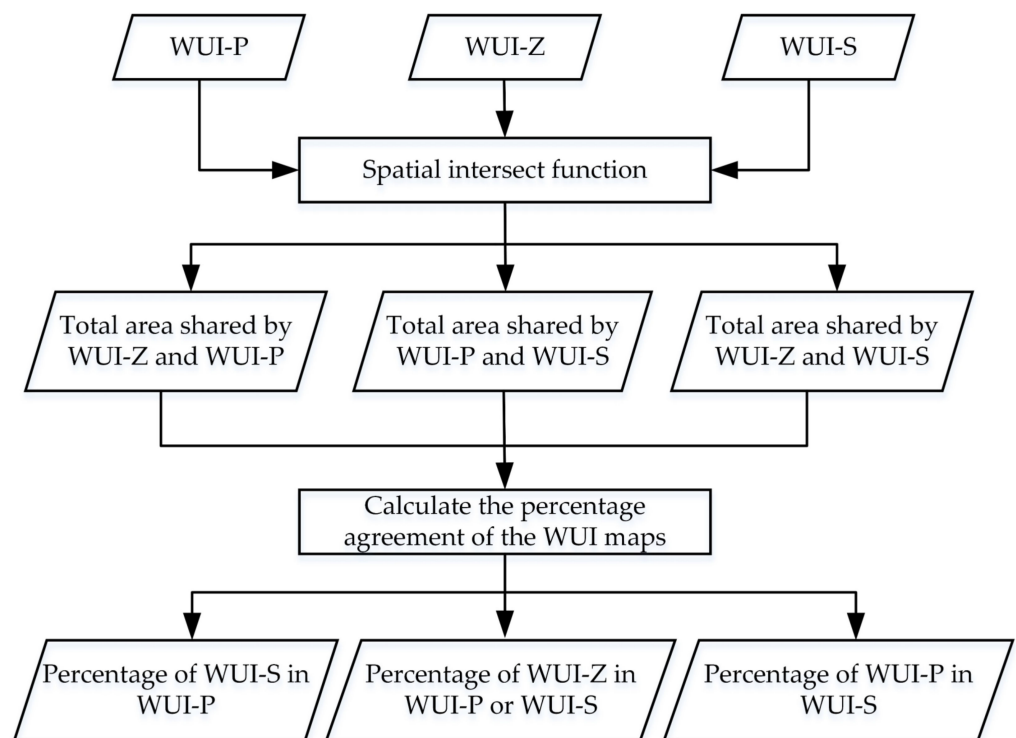 WUI-P
WUI-Z
WUI-S
Spatial intersect function
Total area shared by
WUI-Z and WUI-P
Total area shared by
WUI-P and WUI-S
Total area shared by
WUI-Z and WUI-S
Calculate the percentage
agreement of the WUI maps
Percentage of WUI-S in
WUI-P
Percentage of WUI-Z in
WUI-P or WUI-S
Percentage of WUI-P in
WUI-S